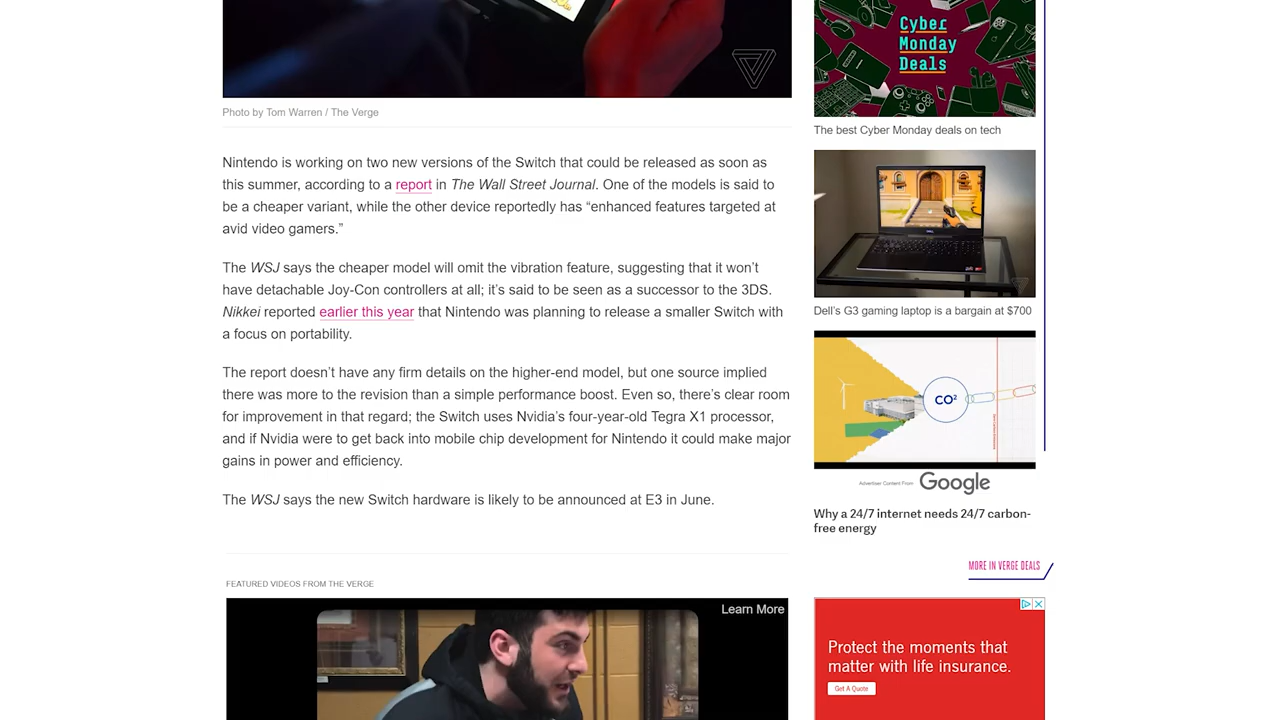 Photo by Tom Warren / The Verge
Nintendo is working on two new versions of the Switch that could be released as soon as
this summer, according to a report in The Wall Street Journal. One of the models is said to
be a cheaper variant, while the other device reportedly has “enhanced features targeted at
avid video gamers.”
The WSJ says the cheaper model will omit the vibration feature, suggesting that it won’t
have detachable Joy-Con controllers at all; it’s said to be seen as a successor to the 3DS.
Nikkei reported earlier this year that Nintendo was planning to release a smaller Switch with
a focus on portability.
The report doesn’t have any firm details on the higher-end model, but one source implied
there was more to the revision than a simple performance boost. Even so, there’s clear room
for improvement in that regard; the Switch uses Nvidia’s four-year-old Tegra X1 processor,
and if Nvidia were to get back into mobile chip development for Nintendo it could make major
gains in power and efficiency.
The WSJ says the new Switch hardware is likely to be announced at E3 in June.
FEATURED VIDEOS FROM THE VERGE
Learn More
Cyber
Monday
Deals
The best Cyber Monday deals on tech
DELL
Dell’s G3 gaming laptop is a bargain at $700
CO²
Advertiser Content From Google
Why a 24/7 internet needs 24/7 carbon-
free energy
MORE IN VERGE DEALS
Protect the moments that
matter with life insurance.
Get A Quote